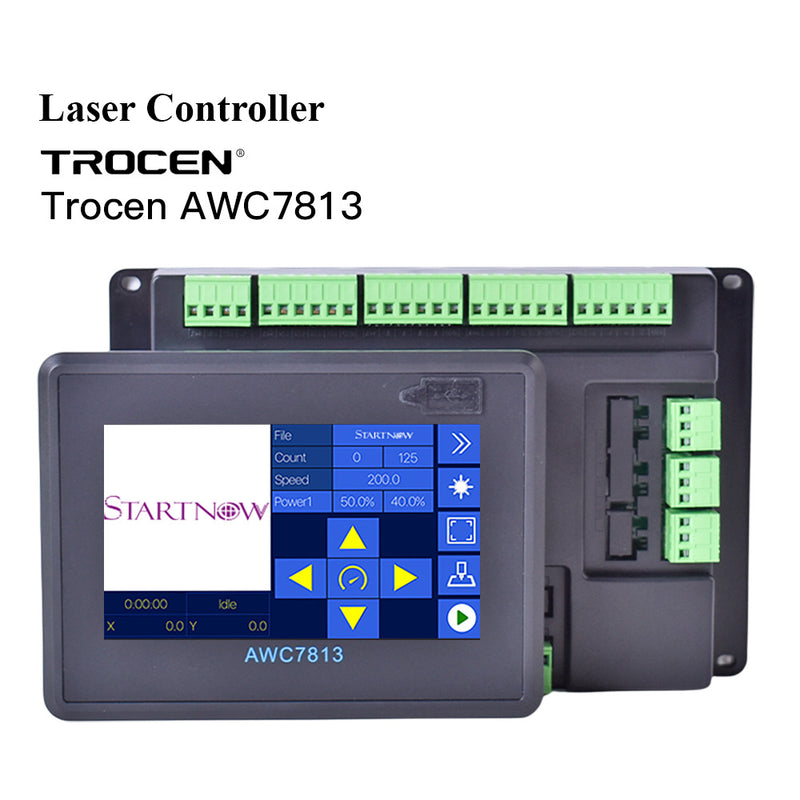 Laser Controller
TROCEN®
Trocen AWC7813
File STARTNOW
Count 0 125
Speed 200.0
Power1 50.0% 40.0%
STARTNOW
0:00:00 Idle
X 0.0 Y 0.0
AWC7813